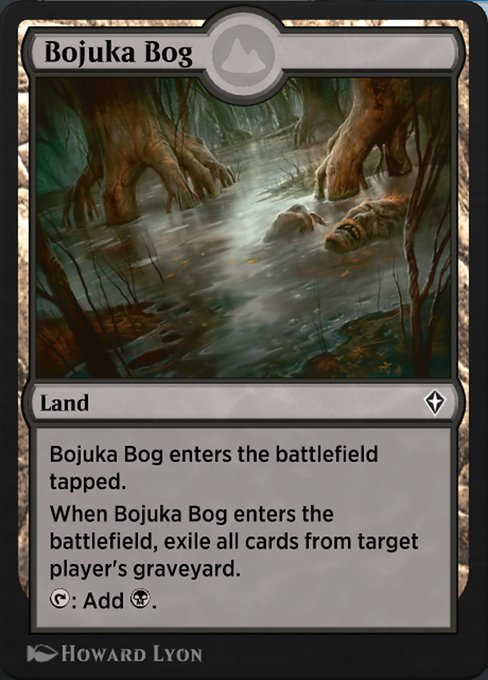 Bojuka Bog
Land
Bojuka Bog enters the battlefield
tapped.
When Bojuka Bog enters the
battlefield, exile all cards from target
player's graveyard.
: Add .
Howard Lyon